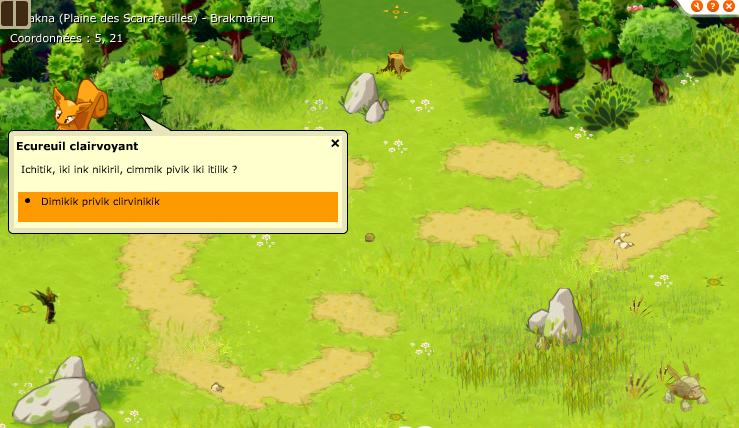 akna (Plaine des Scarafeuilles) - Brakmarien
Coordonnées : 5, 21
Ecureuil clairvoyant
Ichitik, iki ink nikiril, cimmik pivik iki itilik ?
Dimikik privik clirvinikik